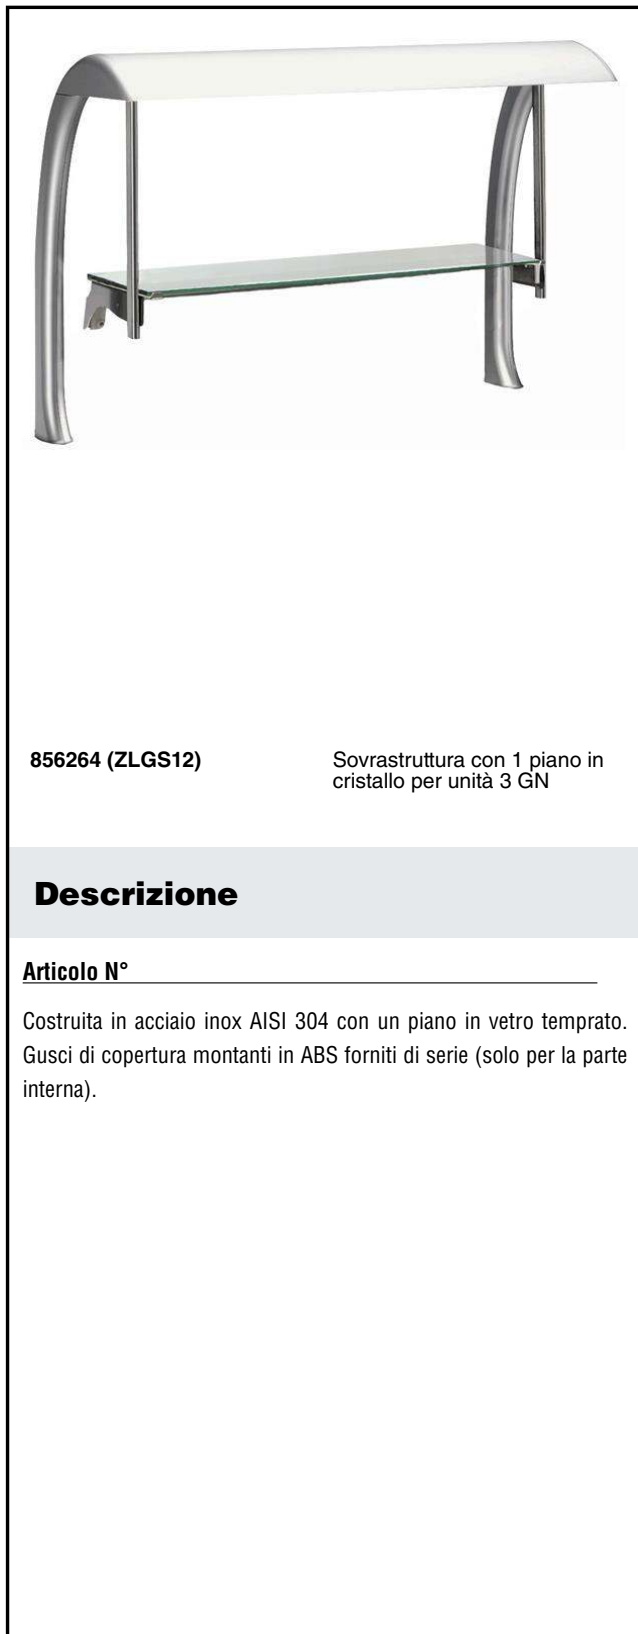 856264 (ZLGS12)
Sovrastruttura con 1 piano in
cristallo per unità 3 GN
Descrizione
Articolo N°
Costruita in acciaio inox AISI 304 con un piano in vetro temprato.
Gusci di copertura montanti in ABS forniti di serie (solo per la parte
interna).